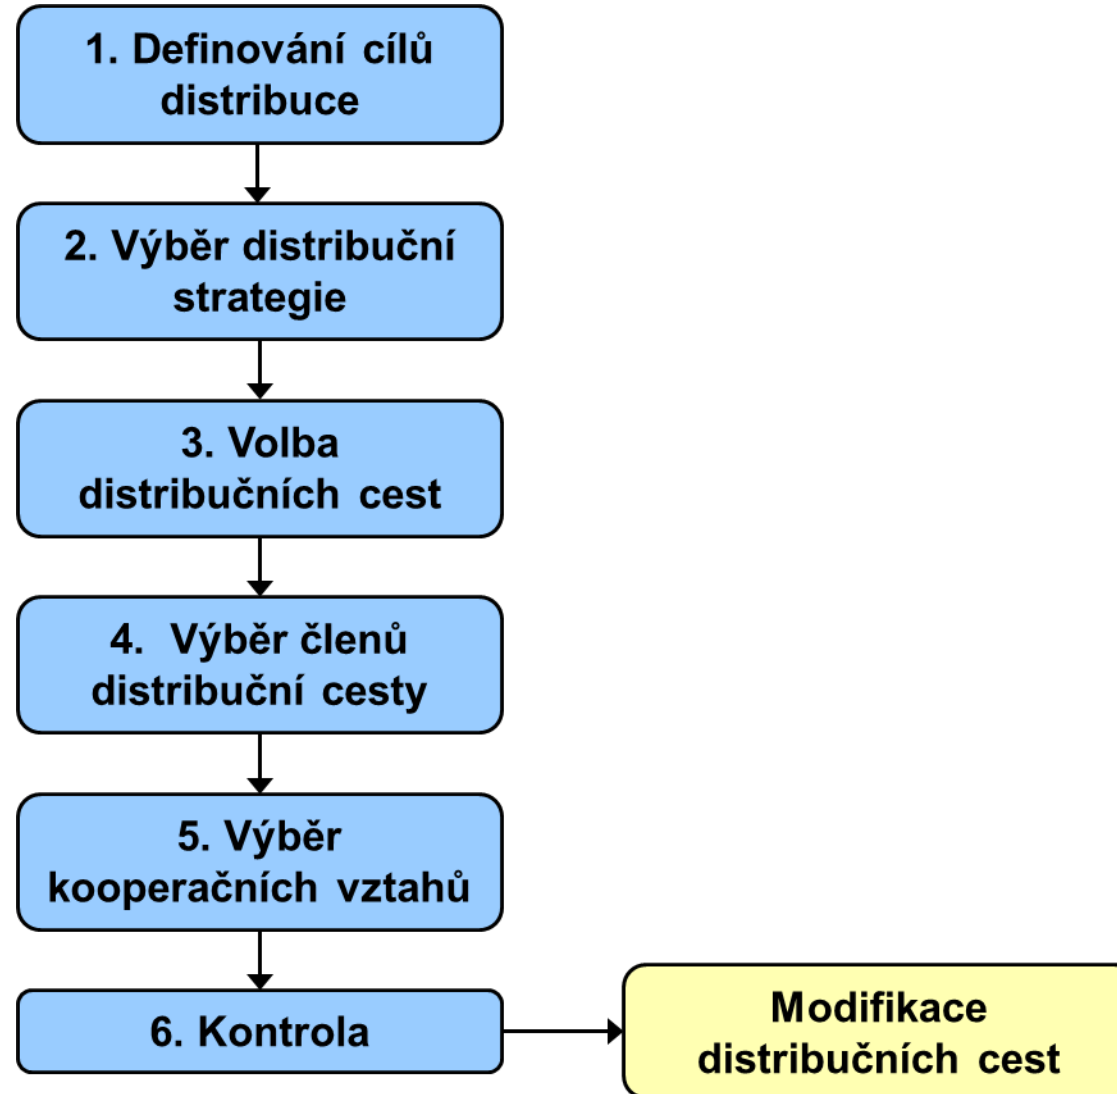 1. Definování cílů
distribuce
2. Výběr distribuční
strategie
3. Volba
distribučních cest
4. Výběr členů
distribuční cesty
5. Výběr
kooperačních vztahů
6. Kontrola
Modifikace
distribučních cest